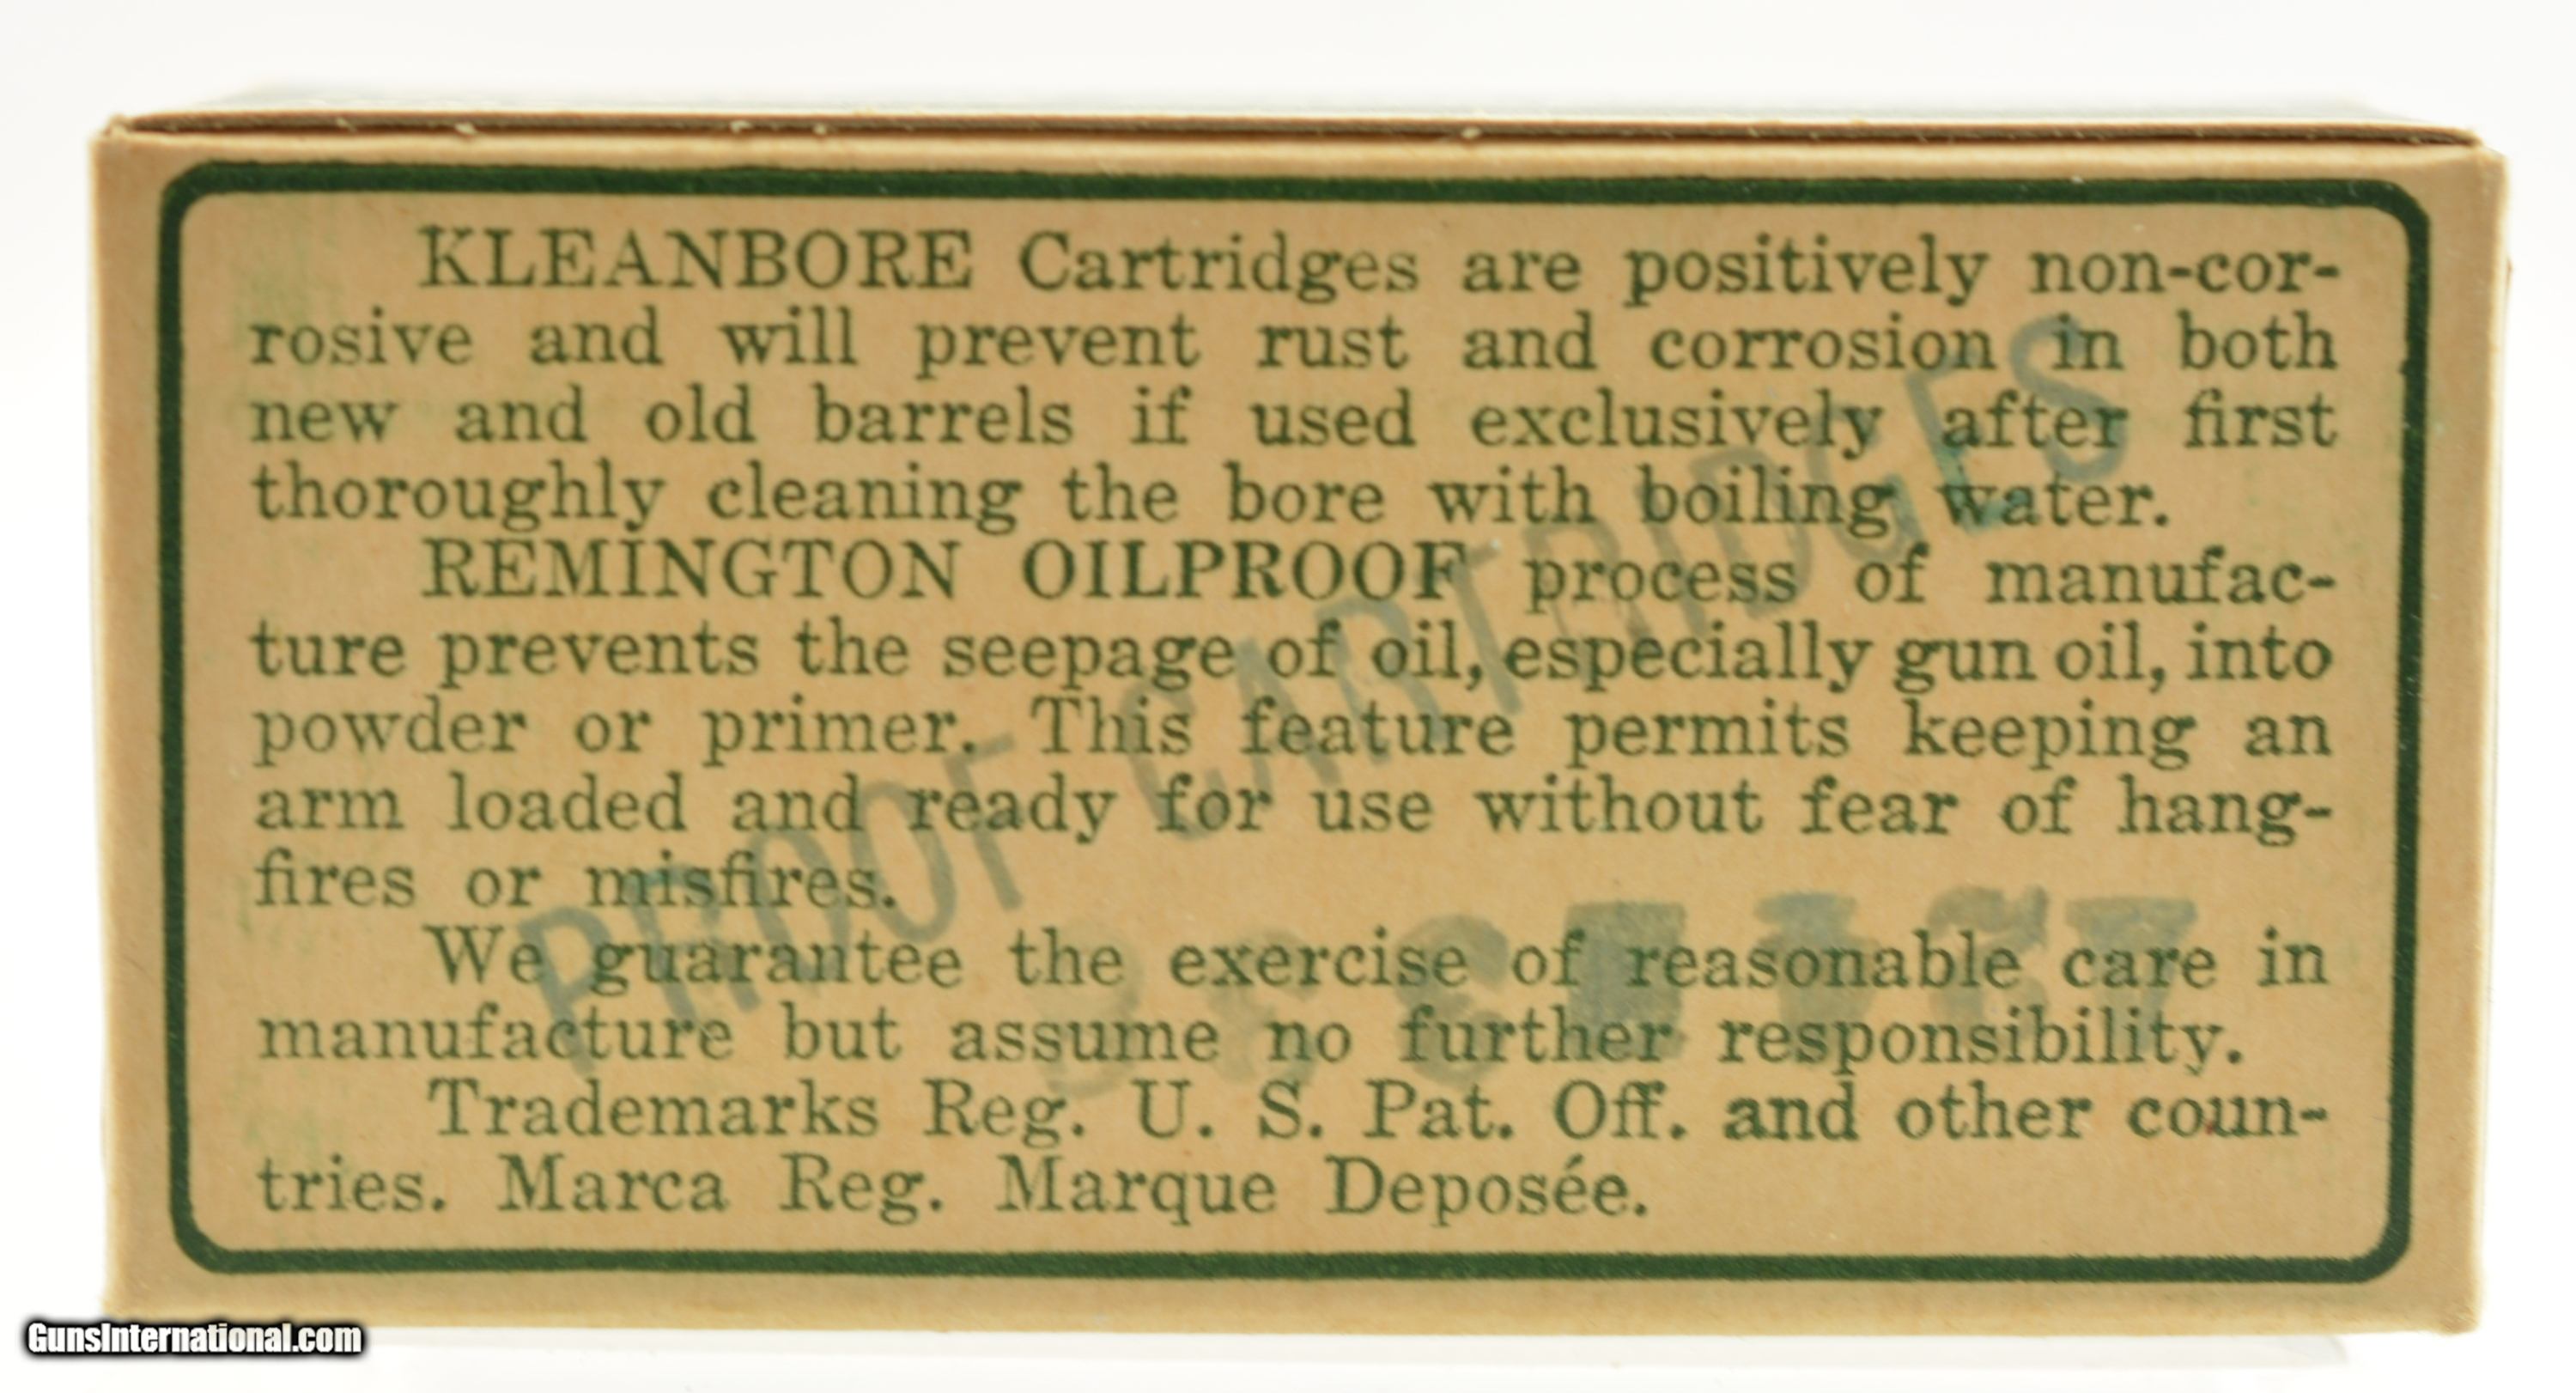 KLEANBORE Cartridges are positively non-cor-
rosive and will prevent rust and corrosion in both
new and old barrels if used exclusively after first
thoroughly cleaning the bore with boiling water.
REMINGTON OILPROOF process of manufac-
ture prevents the seepage of oil, especially gun oil, into
powder or primer. This feature permits keeping an
arm loaded and ready for use without fear of hang-
fires or misfires.
We guarantee the exercise of reasonable care in
manufacture but assume no further responsibility.
Trademarks Reg. U. S. Pat. Off. and other coun-
tries. Marca Reg. Marque Deposée.
PROOF CARTRIDGES
GunsInternational.com